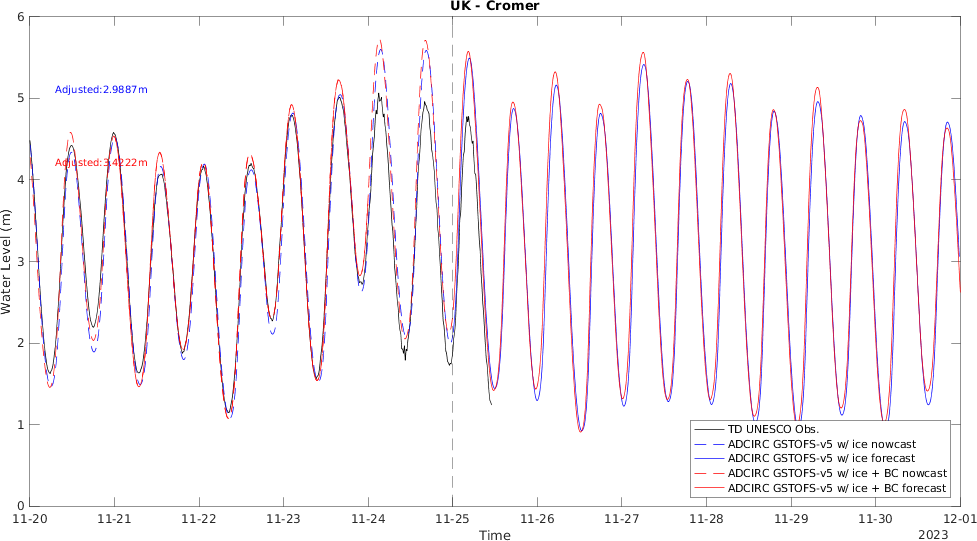 UK - Cromer
6
5
4
3
2
1
0
Water Level (m)
Adjusted:2.9887m
Adjusted:3.4222m
TD UNESCO Obs.
ADCIRC GSTOFS-v5 w/ ice nowcast
ADCIRC GSTOFS-v5 w/ ice forecast
ADCIRC GSTOFS-v5 w/ ice + BC nowcast
ADCIRC GSTOFS-v5 w/ ice + BC forecast
11-20 11-21 11-22 11-23 11-24 11-25 11-26 11-27 11-28 11-29 11-30 12-01
Time
2023